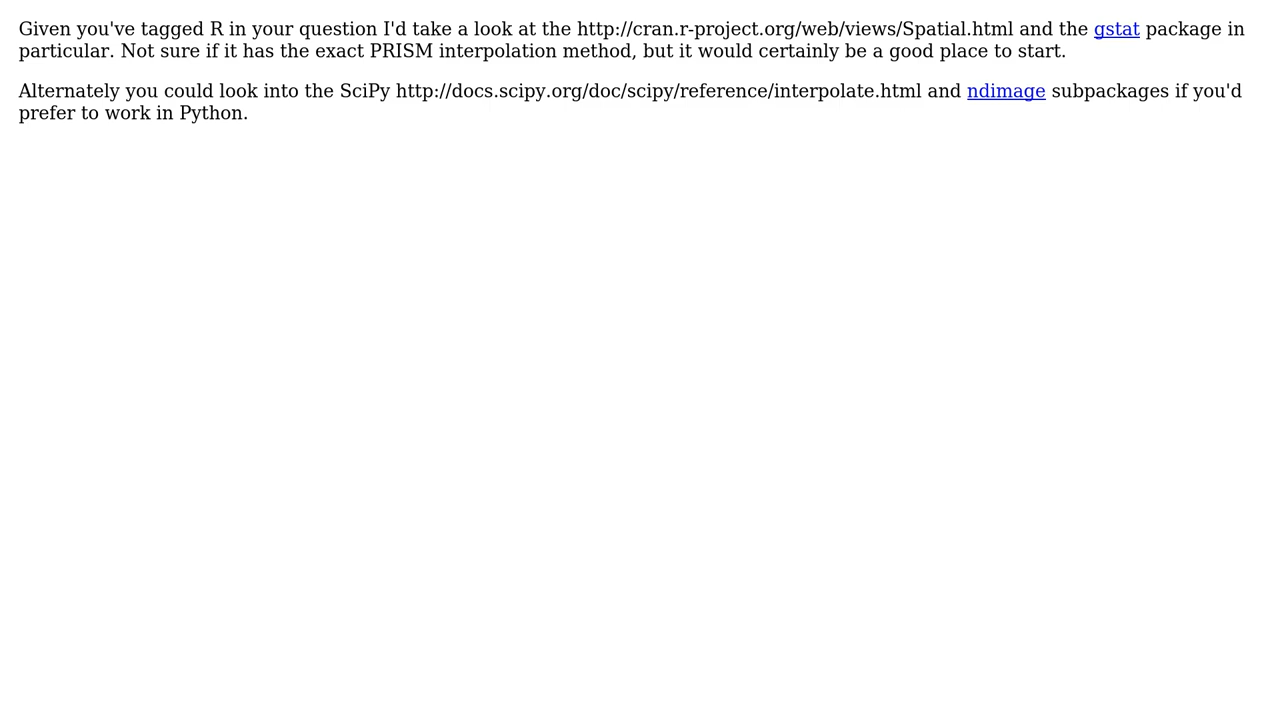 Given you've tagged R in your question I'd take a look at the http://cran.r-project.org/web/views/Spatial.html and the gstat package in
particular. Not sure if it has the exact PRISM interpolation method, but it would certainly be a good place to start.
Alternately you could look into the SciPy http://docs.scipy.org/doc/scipy/reference/interpolate.html and ndimage subpackages if you'd
prefer to work in Python.